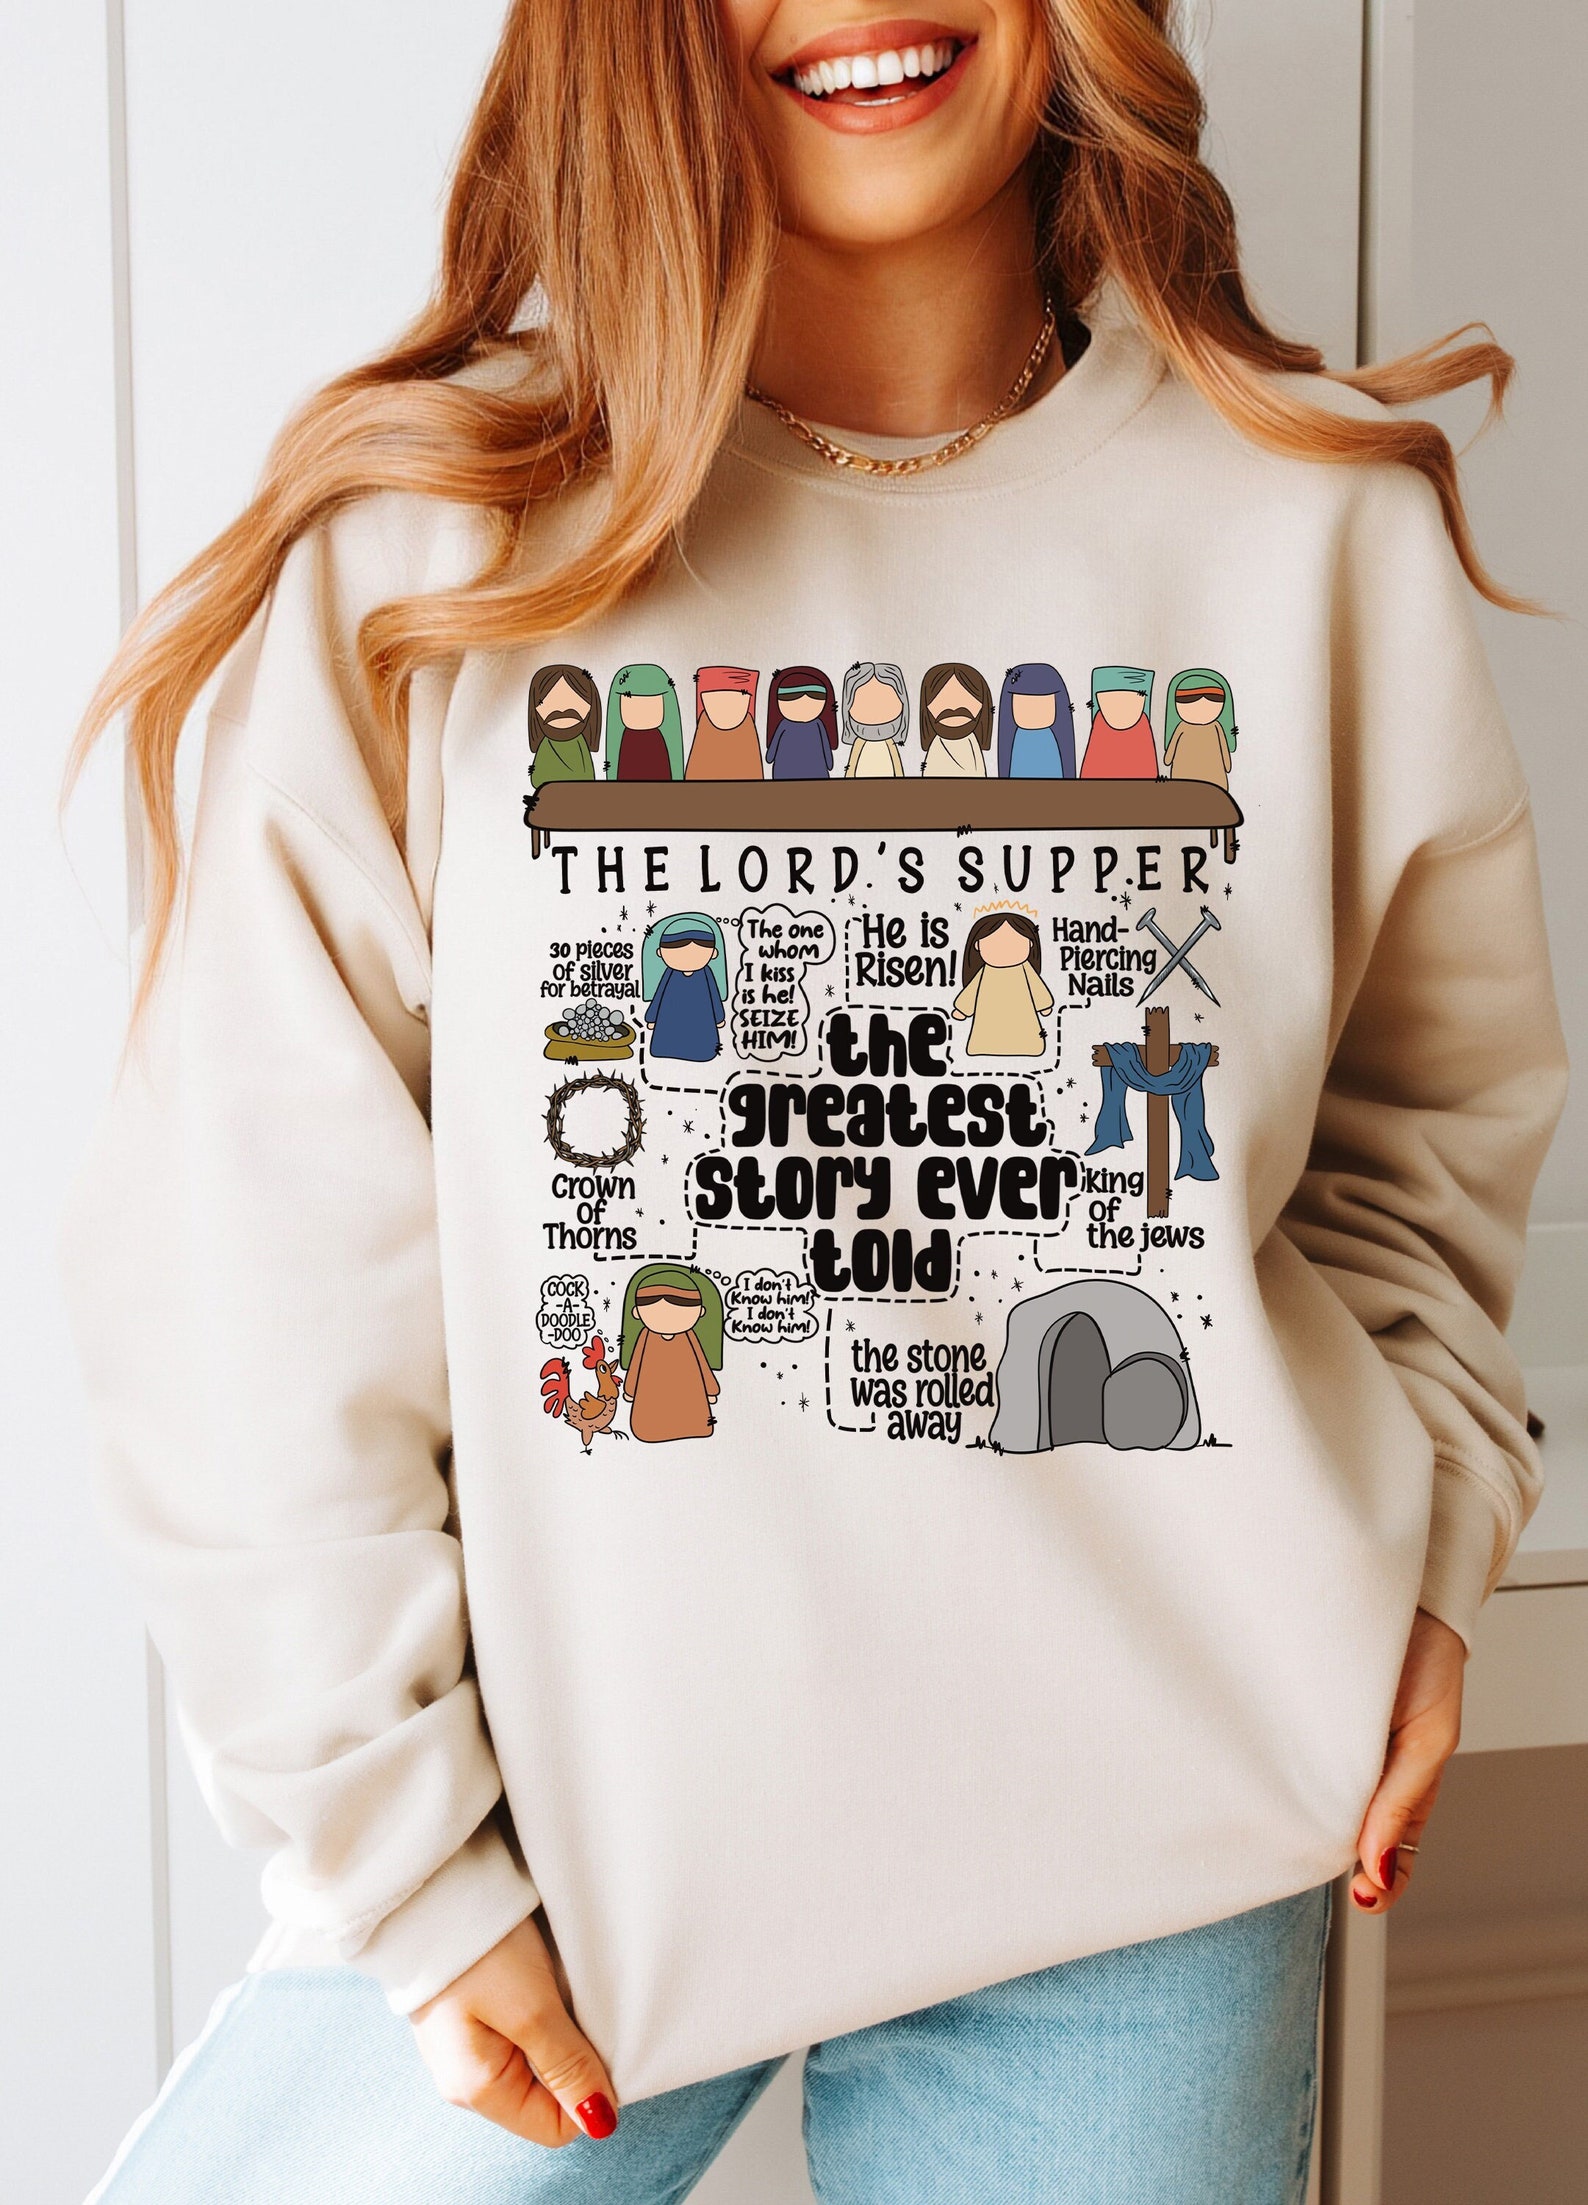 THE LORD.'S SUPPER
30 pieces
of silver
for betrayal
The one
whom
I kiss
is he!
SEIZE
HIM!
He is
Risen!
Hand-
Piercing
Nails
the
greatest
story ever
told
Crown
of
Thorns
king
of
the jews
COCK
-A-
DOODLE
-DOO
I don't
Know him!
I don't
Know him!
the stone
was rolled
away